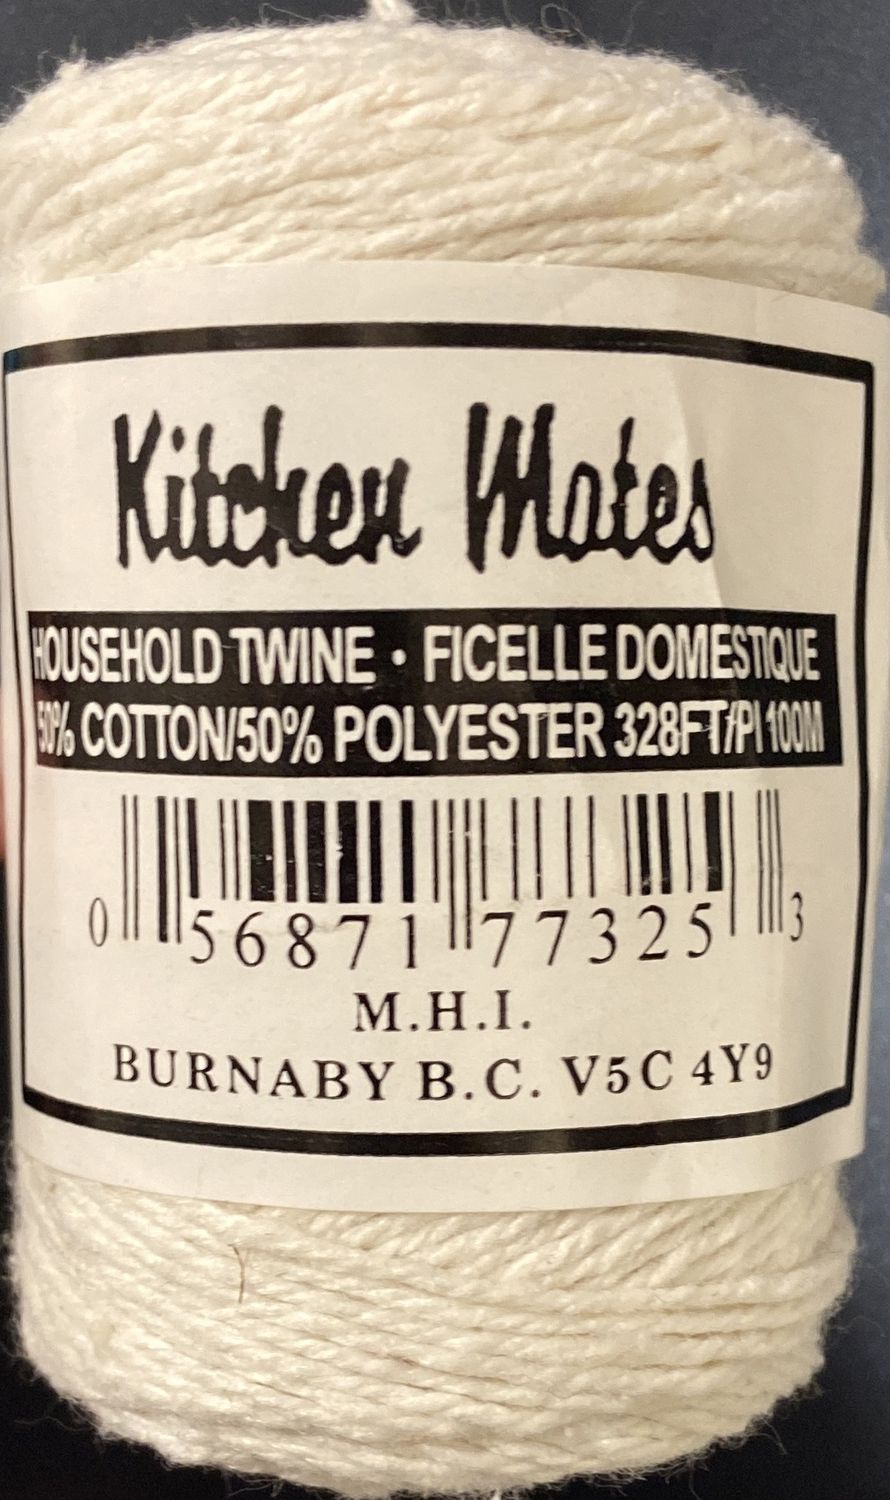 Kitchen Mates
HOUSEHOLD TWINE • FICELLE DOMESTIQUE
50% COTTON/50% POLYESTER 328FT/PI 100M
0 56871 77325 3
M.H.I.
BURNABY B.C. V5C 4Y9